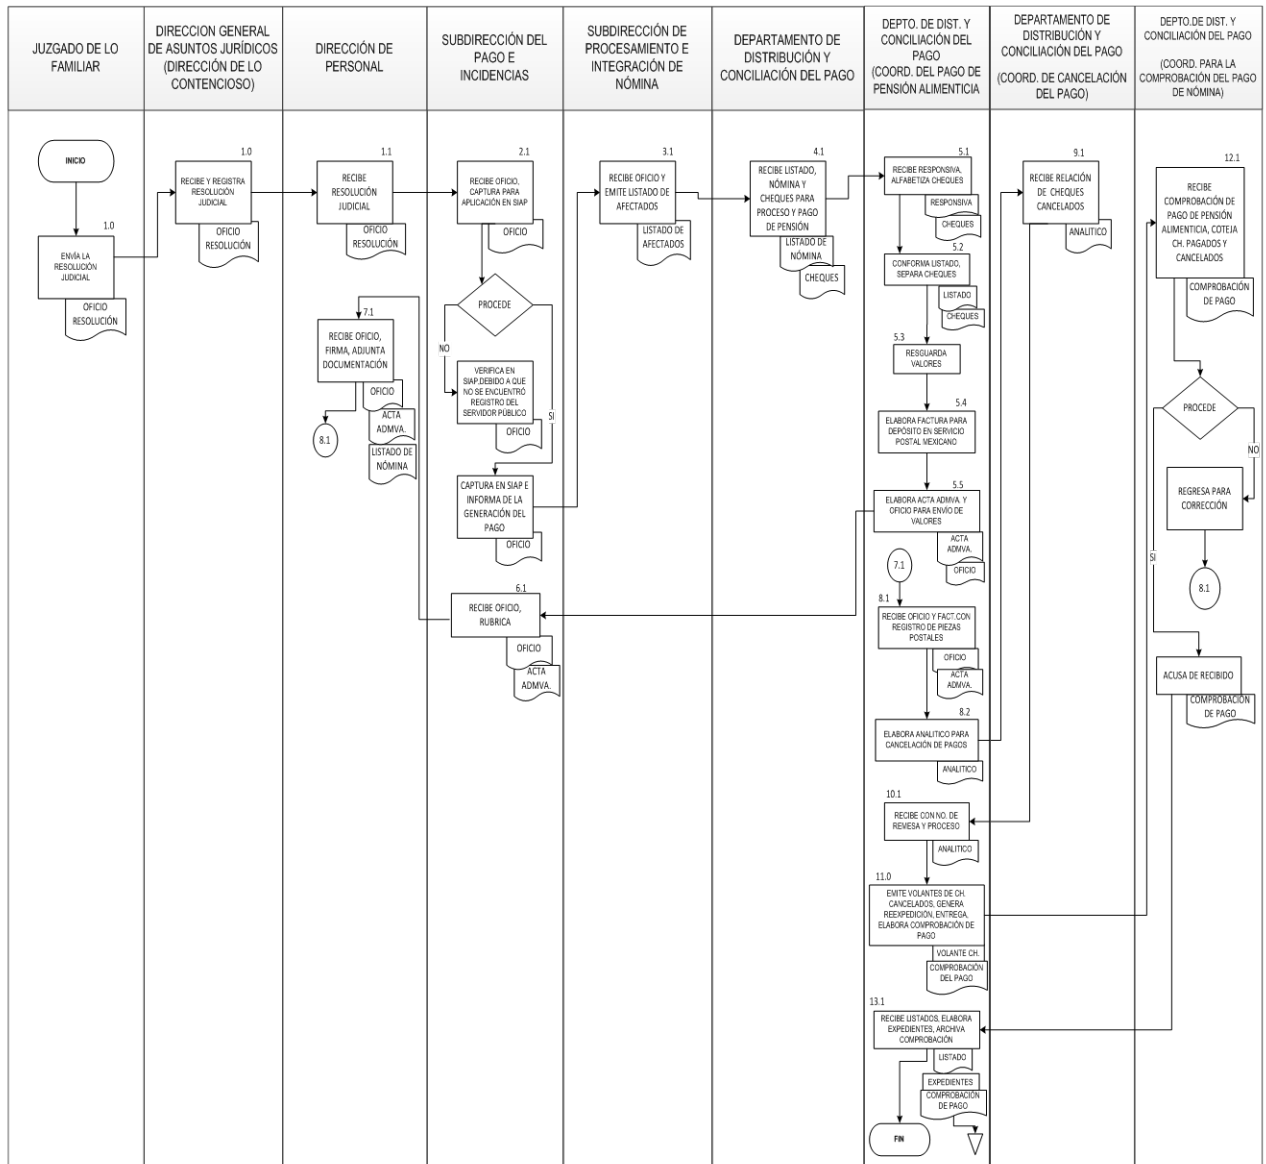 JUZGADO DE LO
FAMILIAR
DIRECCION GENERAL
DE ASUNTOS JURÍDICOS
(DIRECCIÓN DE LO
CONTENCIOSO)
DIRECCIÓN DE
PERSONAL
SUBDIRECCIÓN DEL
PAGO E
INCIDENCIAS
SUBDIRECCIÓN DE
PROCESAMIENTO E
INTEGRACIÓN DE
NÓMINA
DEPARTAMENTO DE
DISTRIBUCIÓN Y
CONCILIACIÓN DEL PAGO
DEPTO. DE DIST. Y
CONCILIACIÓN DEL
PAGO
(COORD. DEL PAGO DE
PENSIÓN ALIMENTICIA
DEPARTAMENTO DE
DISTRIBUCIÓN Y
CONCILIACIÓN DEL PAGO
(COORD. DE CANCELACIÓN
DEL PAGO)
DEPTO.DE DIST. Y
CONCILIACIÓN DEL PAGO
(COORD. PARA LA
COMPROBACIÓN DEL PAGO
DE NÓMINA)
INICIO
1.0
ENVÍA LA
RESOLUCIÓN
JUDICIAL
OFICIO
RESOLUCIÓN
1.0
RECIBE Y REGISTRA
RESOLUCIÓN
JUDICIAL
OFICIO
RESOLUCIÓN
1.1
RECIBE
RESOLUCIÓN
JUDICIAL
OFICIO
RESOLUCIÓN
7.1
RECIBE OFICIO,
FIRMA, ADJUNTA
DOCUMENTACIÓN
OFICIO
ACTA
ADMVA.
LISTADO DE
NÓMINA
8.1
2.1
RECIBE OFICIO,
CAPTURA PARA
APLICACIÓN EN SIAP
OFICIO
PROCEDE
NO
SI
VERIFICA EN
SIAP,DEBIDO A QUE
NO SE ENCUENTRÓ
REGISTRO DEL
SERVIDOR PÚBLICO
OFICIO
CAPTURA EN SIAP E
INFORMA DE LA
GENERACIÓN DEL
PAGO
OFICIO
6.1
RECIBE OFICIO,
RUBRICA
OFICIO
ACTA
ADMVA.
3.1
RECIBE OFICIO Y
EMITE LISTADO DE
AFECTADOS
LISTADO DE
AFECTADOS
4.1
RECIBE LISTADO,
NÓMINA Y
CHEQUES PARA
PROCESO Y PAGO
DE PENSIÓN
LISTADO DE
NÓMINA
CHEQUES
5.1
RECIBE RESPONSIVA,
ALFABETIZA CHEQUES
RESPONSIVA
CHEQUES
5.2
CONFORMA LISTADO,
SEPARA CHEQUES
LISTADO
CHEQUES
5.3
RESGUARDA
VALORES
5.4
ELABORA FACTURA PARA
DEPÓSITO EN SERVICIO
POSTAL MEXICANO
5.5
ELABORA ACTA ADMVA. Y
OFICIO PARA ENVÍO DE
VALORES
ACTA
ADMVA.
OFICIO
7.1
8.1
RECIBE OFICIO Y FACT.CON
REGISTRO DE PIEZAS
POSTALES
OFICIO
ACTA
ADMVA.
8.2
ELABORA ANALITICO PARA
CANCELACIÓN DE PAGOS
ANALITICO
10.1
RECIBE CON NO. DE
REMESA Y PROCESO
ANALITICO
11.0
EMITE VOLANTES DE CH.
CANCELADOS, GENERA
REEXPEDICIÓN, ENTREGA,
ELABORA COMPROBACIÓN DE
PAGO
VOLANTE CH.
COMPROBACIÓN
DEL PAGO
13.1
RECIBE LISTADOS, ELABORA
EXPEDIENTES, ARCHIVA
COMPROBACIÓN
LISTADO
EXPEDIENTES
COMPROBACIÓN
DE PAGO
FIN
9.1
RECIBE RELACIÓN
DE CHEQUES
CANCELADOS
ANALITICO
12.1
RECIBE
COMPROBACIÓN DE
PAGO DE PENSIÓN
ALIMENTICIA, COTEJA
CH. PAGADOS Y
CANCELADOS
COMPROBACIÓN
DE PAGO
PROCEDE
NO
SI
REGRESA PARA
CORRECCIÓN
8.1
ACUSA DE RECIBIDO
COMPROBACIÓN
DE PAGO